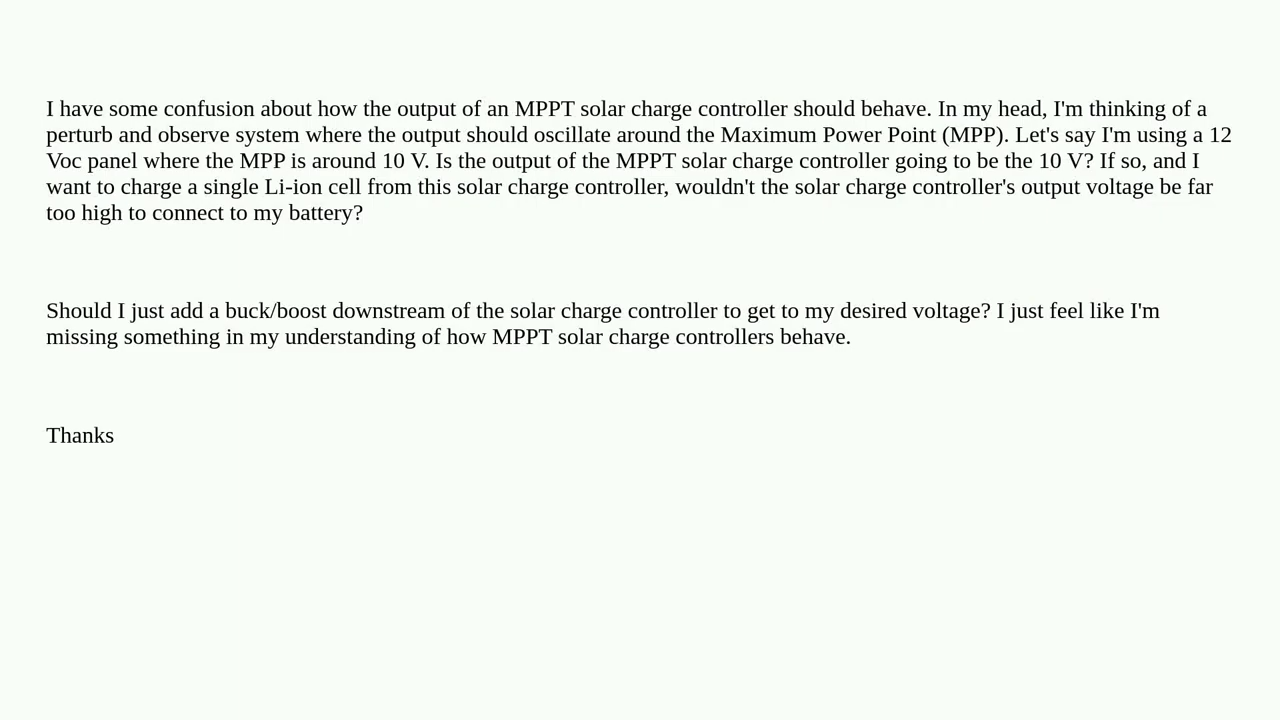 I have some confusion about how the output of an MPPT solar charge controller should behave. In my head, I'm thinking of a
perturb and observe system where the output should oscillate around the Maximum Power Point (MPP). Let's say I'm using a 12
Voc panel where the MPP is around 10 V. Is the output of the MPPT solar charge controller going to be the 10 V? If so, and I
want to charge a single Li-ion cell from this solar charge controller, wouldn't the solar charge controller's output voltage be far
too high to connect to my battery?
Should I just add a buck/boost downstream of the solar charge controller to get to my desired voltage? I just feel like I'm
missing something in my understanding of how MPPT solar charge controllers behave.
Thanks